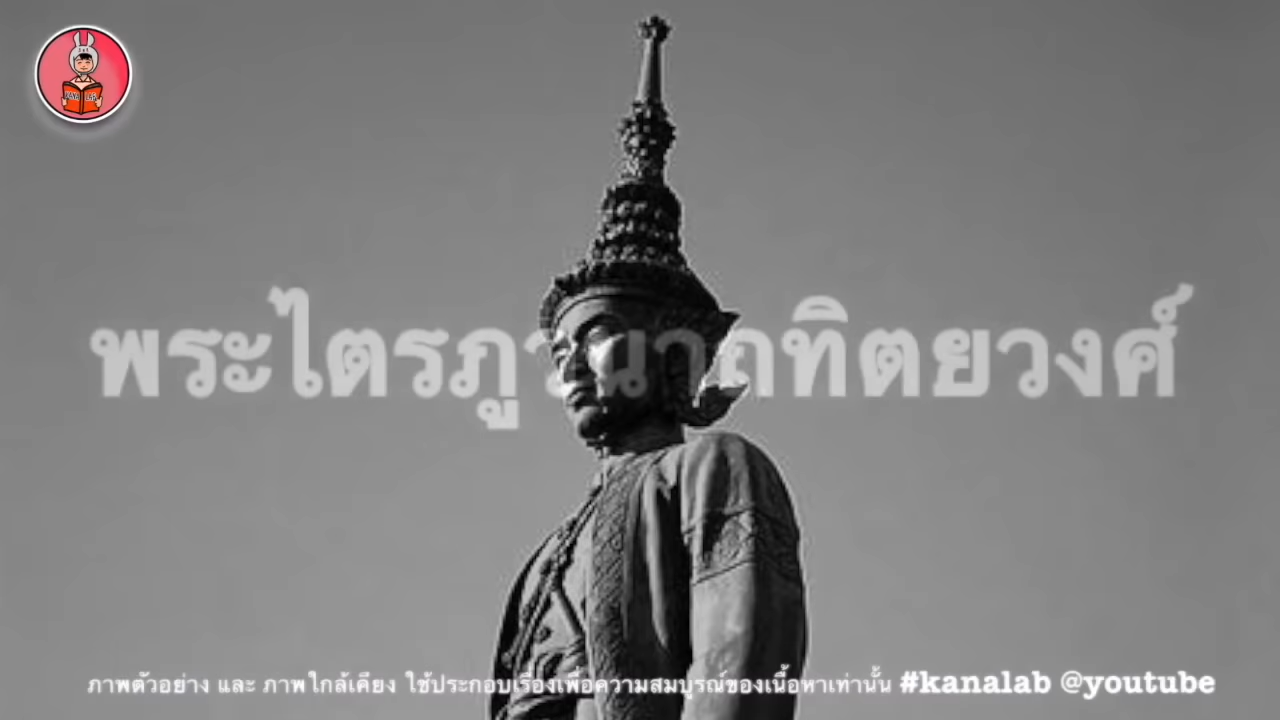 พระไตรภูวนาถทิตยวงศ์
ภาพตัวอย่าง และ ภาพใกล้เคียง ใช้ประกอบเรื่องเพื่อความสมบูรณ์ของเนื้อหาเท่านั้น #kanalab @youtube